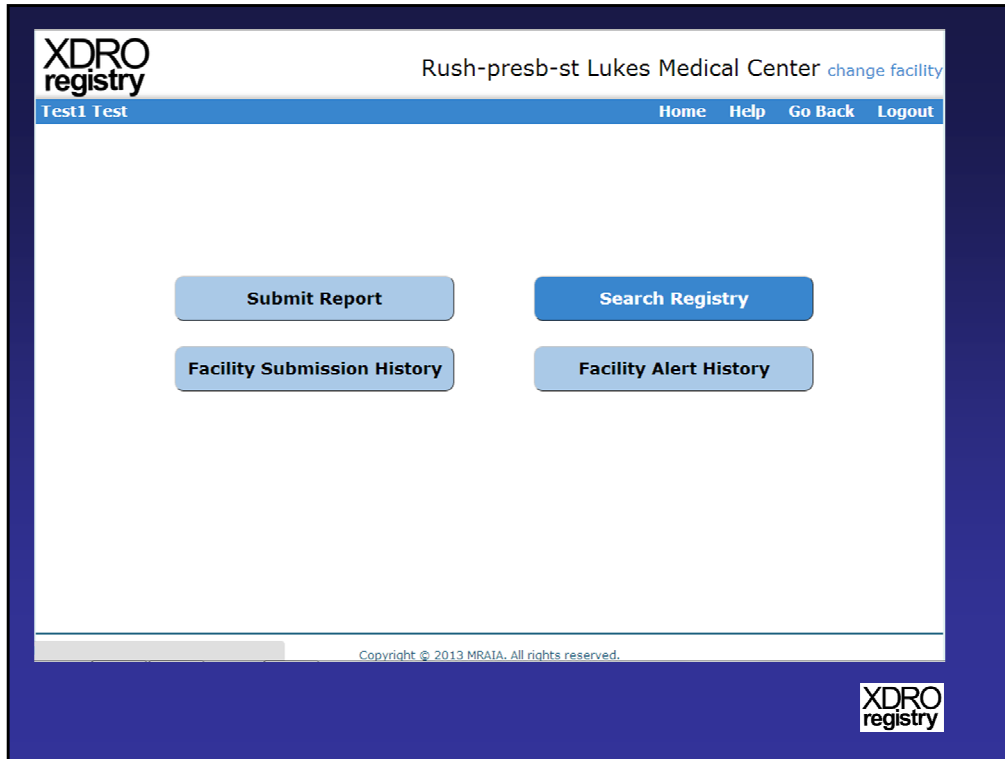 XDRO
registry
Rush-presb-st Lukes Medical Center change facility
Test1 Test Home Help Go Back Logout
Submit Report Search Registry
Facility Submission History Facility Alert History
Copyright © 2013 MRAIA. All rights reserved.
XDRO
registry